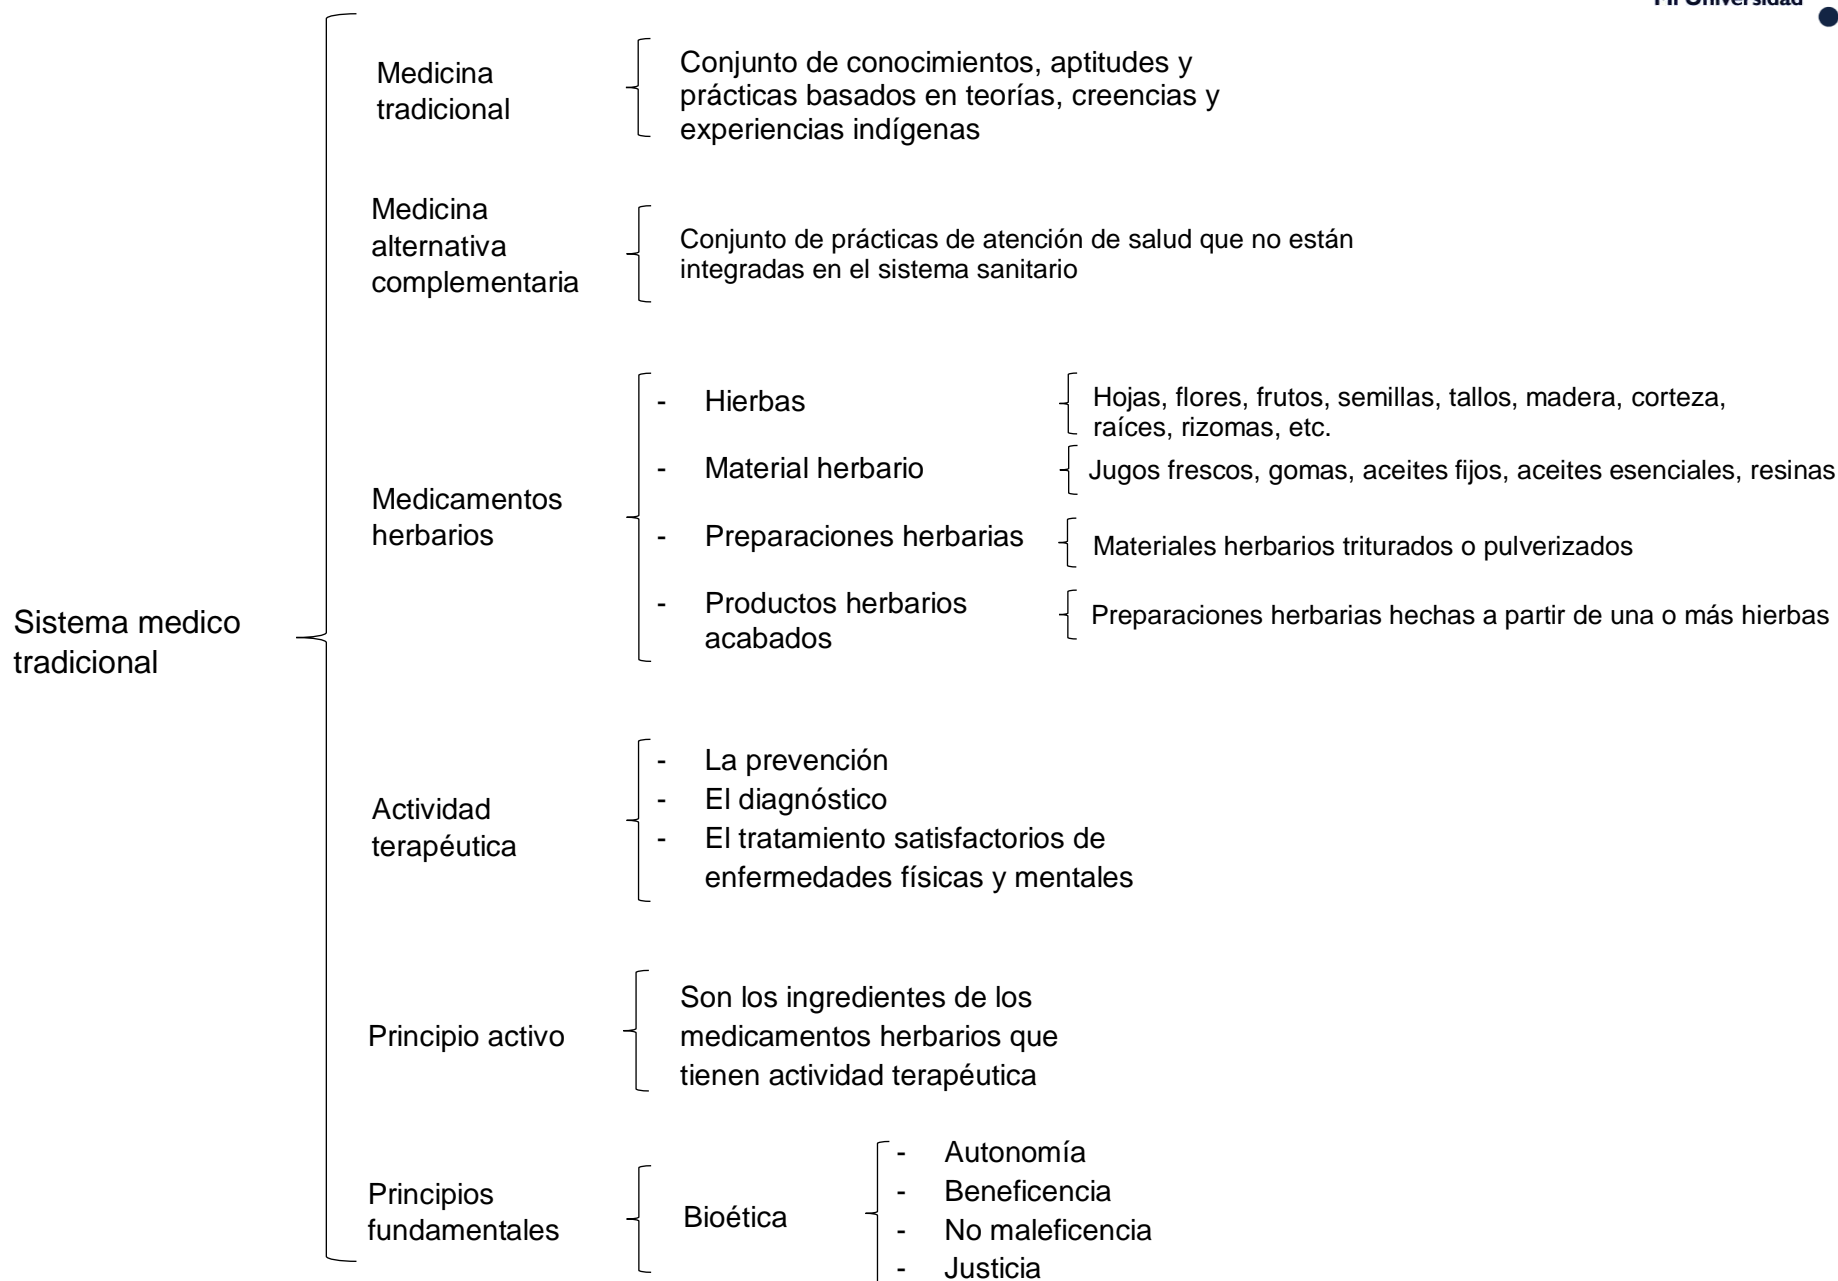 Mi Universidad
Medicina
tradicional
Conjunto de conocimientos, aptitudes y
prácticas basados en teorías, creencias y
experiencias indígenas
Medicina
alternativa
complementaria
Conjunto de prácticas de atención de salud que no están
integradas en el sistema sanitario
Medicamentos
herbarios
- Hierbas
Hojas, flores, frutos, semillas, tallos, madera, corteza,
raíces, rizomas, etc.
- Material herbario
Jugos frescos, gomas, aceites fijos, aceites esenciales, resinas
- Preparaciones herbarias
Materiales herbarios triturados o pulverizados
- Productos herbarios
acabados
Preparaciones herbarias hechas a partir de una o más hierbas
Sistema medico
tradicional
Actividad
terapéutica
- La prevención
- El diagnóstico
- El tratamiento satisfactorios de
enfermedades físicas y mentales
Principio activo
Son los ingredientes de los
medicamentos herbarios que
tienen actividad terapéutica
Principios
fundamentales
Bioética
- Autonomía
- Beneficencia
- No maleficencia
- Justicia